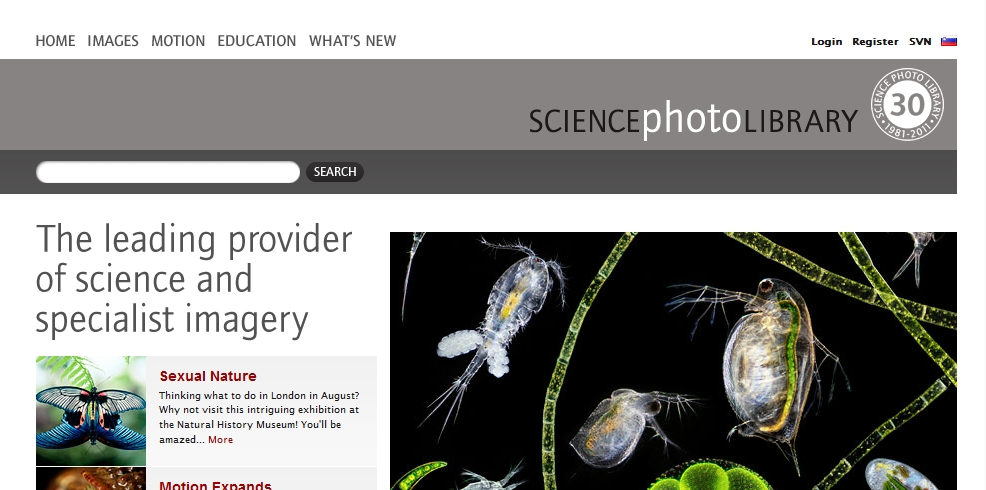 HOME IMAGES MOTION EDUCATION WHAT'S NEW
Login Register SVN
SCIENCEphotoLIBRARY
SCIENCE PHOTO LIBRARY
30
• 1981-2011 •
SEARCH
The leading provider
of science and
specialist imagery
Sexual Nature
Thinking what to do in London in August?
Why not visit this intriguing exhibition at
the Natural History Museum! You'll be
amazed... More
Motion Expands